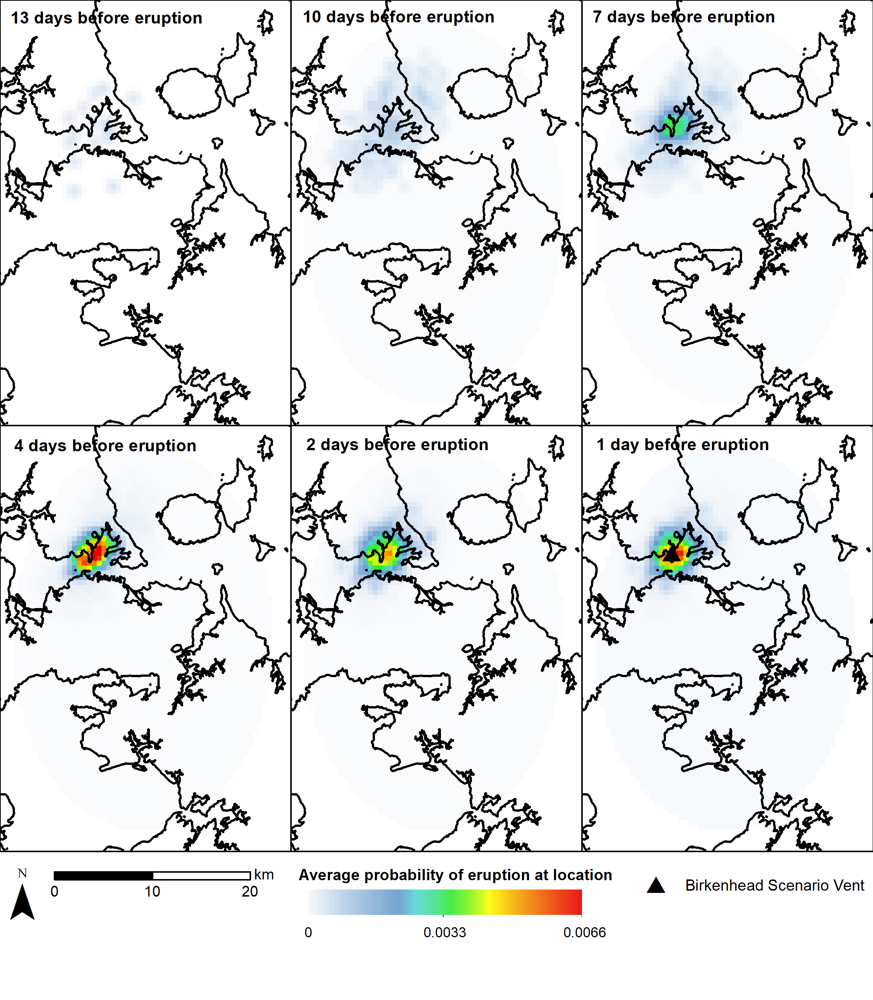 13 days before eruption
10 days before eruption
7 days before eruption
4 days before eruption
2 days before eruption
1 day before eruption
N
km
0 10 20
Average probability of eruption at location
0 0.0033 0.0066
Birkenhead Scenario Vent